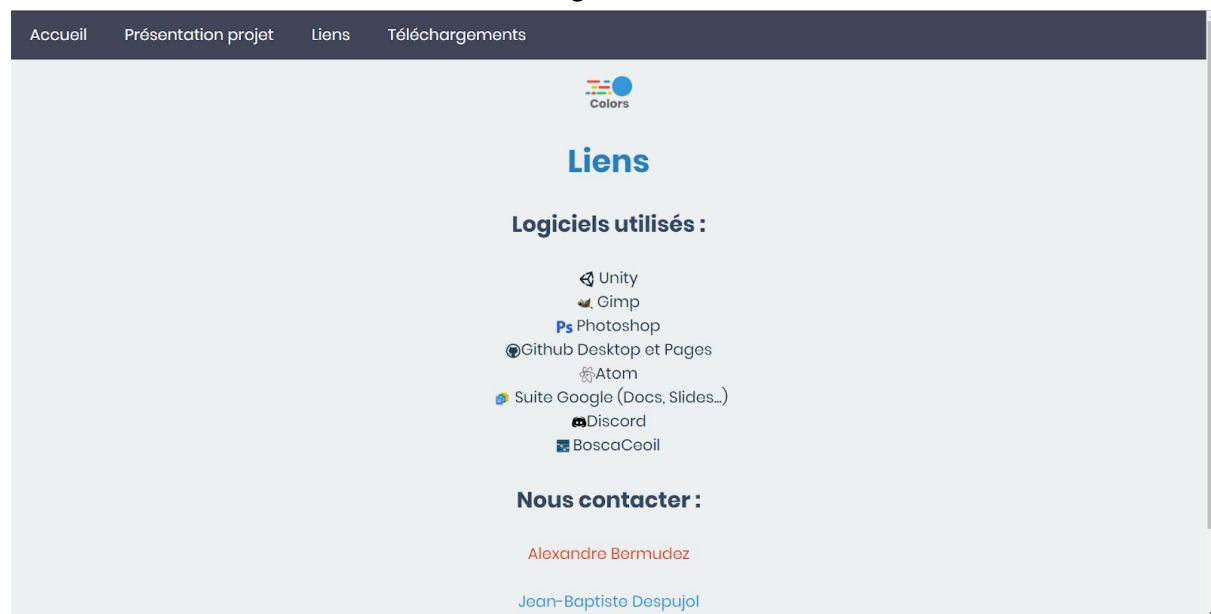 Accueil Présentation projet Liens Téléchargements
Colors
Liens
Logiciels utilisés :
Unity
Gimp
Ps Photoshop
Github Desktop et Pages
Atom
Suite Google (Docs, Slides...)
Discord
BoscaCeoil
Nous contacter :
Alexandre Bermudez
Jean-Baptiste Despujol